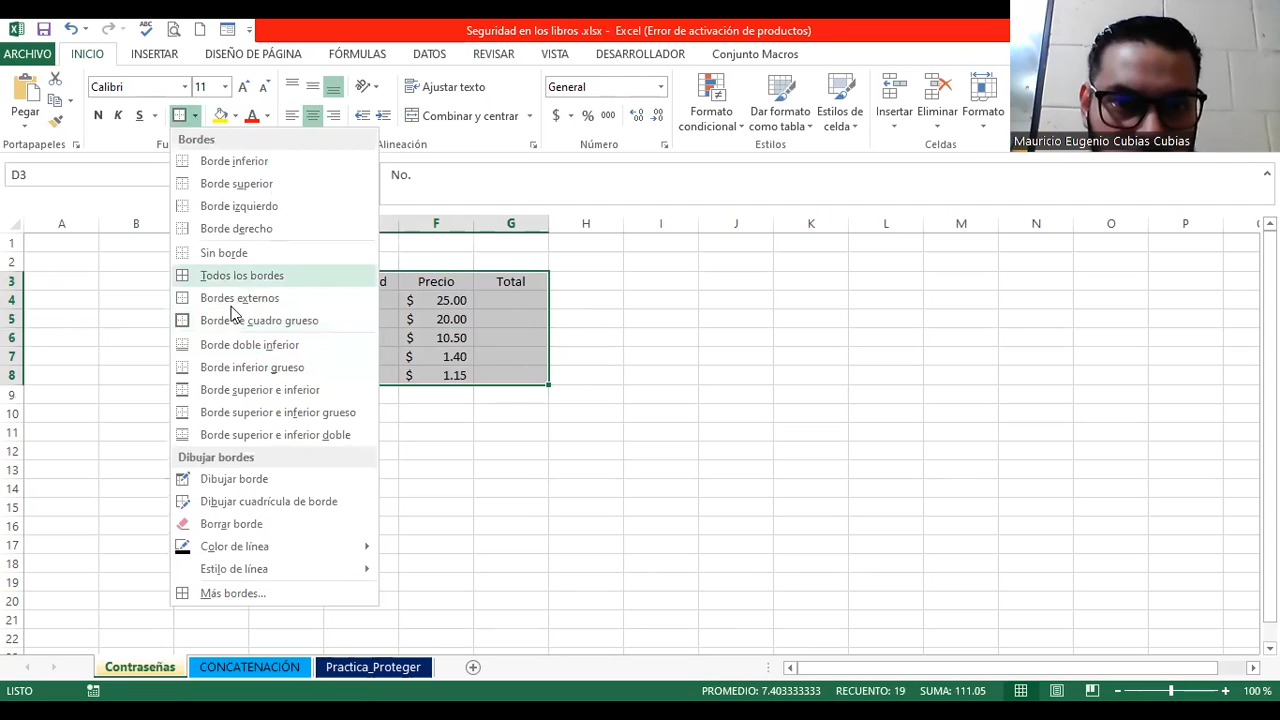 Seguridad en los libros .xlsx - Excel (Error de activación de productos)
ARCHIVO INICIO INSERTAR DISEÑO DE PÁGINA FÓRMULAS DATOS REVISAR VISTA DESARROLLADOR Conjunto Macros
Calibri 11 Ajustar texto General
Pegar N K S Combinar y centrar $ % 000 Formato condicional Dar formato como tabla Estilos de celda Insertar Eliminar Formato
Portapapeles Fu Alineación Número Estilos Celdas
Mauricio Eugenio Cubias Cubias
D3 No.
Bordes
Borde inferior
Borde superior
Borde izquierdo
Borde derecho
Sin borde
Todos los bordes
Bordes externos
Borde de cuadro grueso
Borde doble inferior
Borde inferior grueso
Borde superior e inferior
Borde superior e inferior grueso
Borde superior e inferior doble
Dibujar bordes
Dibujar borde
Dibujar cuadrícula de borde
Borrar borde
Color de línea
Estilo de línea
Más bordes...
A B F G H I J K L M N O P
1
2
3 d Precio Total
4 $ 25.00
5 $ 20.00
6 $ 10.50
7 $ 1.40
8 $ 1.15
9
10
11
12
13
14
15
16
17
18
19
20
21
22
Contraseñas CONCATENACIÓN Practica_Proteger
LISTO PROMEDIO: 7.403333333 RECUENTO: 19 SUMA: 111.05 100 %